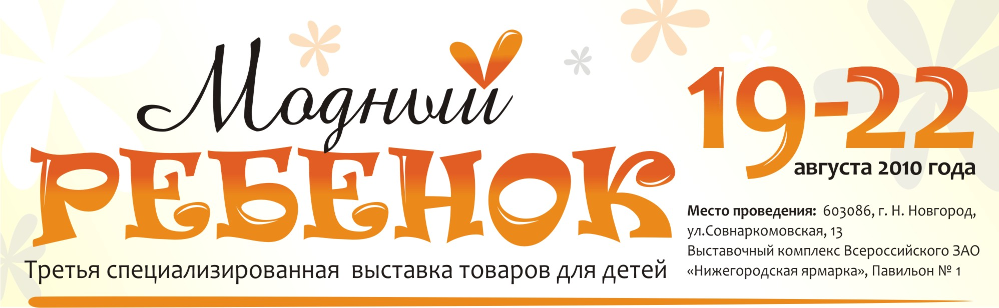 Модный
РЕБЕНОК
Третья специализированная выставка товаров для детей
19-22
августа 2010 года
Место проведения: 603086, г. Н. Новгород,
ул.Совнаркомовская, 13
Выставочный комплекс Всероссийского ЗАО
«Нижегородская ярмарка», Павильон № 1